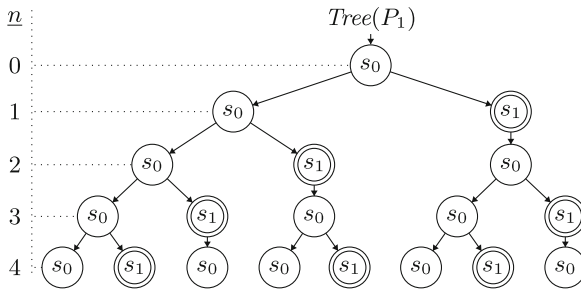 n Tree(P₁)
0 s₀
1 s₀ s₁
2 s₀ s₁ s₀
3 s₀ s₁ s₀ s₀ s₁
4 s₀ s₁ s₀ s₀ s₁ s₀ s₁ s₀